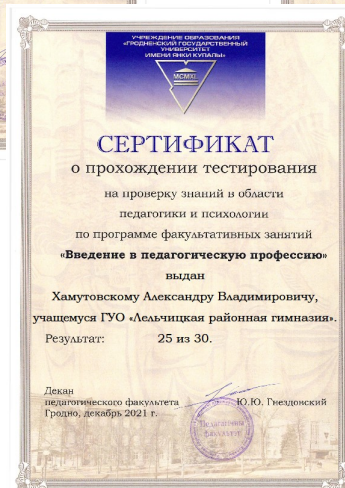 УЧРЕЖДЕНИЕ ОБРАЗОВАНИЯ
«ГРОДНЕНСКИЙ ГОСУДАРСТВЕННЫЙ
УНИВЕРСИТЕТ
ИМЕНИ ЯНКИ КУПАЛЫ»
MCMXL
СЕРТИФИКАТ
о прохождении тестирования
на проверку знаний в области
педагогики и психологии
по программе факультативных занятий
«Введение в педагогическую профессию»
выдан
Хамутовскому Александру Владимировичу,
учащемуся ГУО «Лельчицкая районная гимназия».
Результат: 25 из 30.
Декан
педагогического факультета Ю.Ю. Гнездонский
Гродно, декабрь 2021 г.
Педагогический
факультет